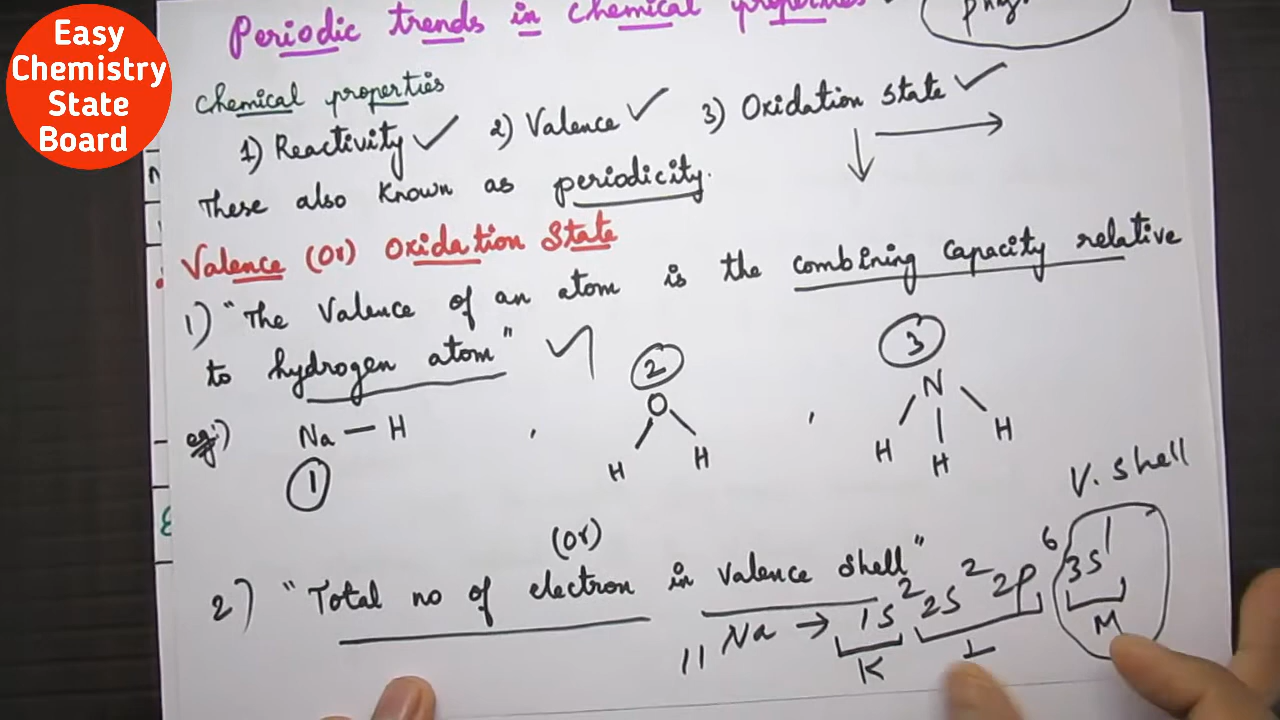 Easy
Chemistry
State
Board
Periodic trends in chemical properties
phy
chemical properties
1) Reactivity ✓ 2) Valence ✓ 3) Oxidation state ✓
These also known as periodicity.
Valence (Or) Oxidation State
1) "The Valence of an atom is the combining capacity relative
to hydrogen atom"
② ③
eg:) Na — H , O , N
H H H H H
①
V. Shell
(Or)
2) "Total no of electron in valence shell"
11 Na → 1s² 2s² 2p⁶ 3s¹
K L M